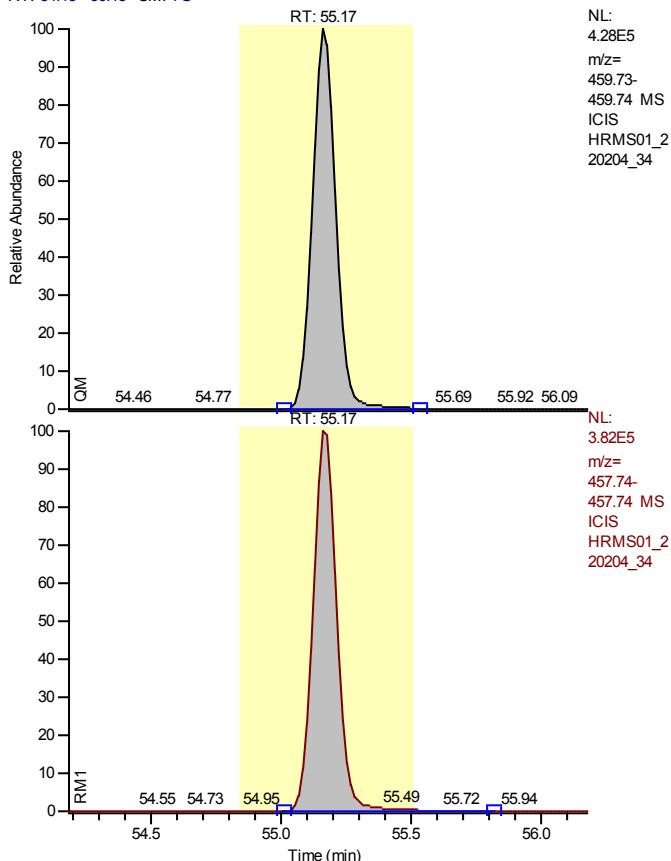 RT: 55.17
NL:
4.28E5
m/z=
459.73-
459.74 MS
ICIS
HRMS01_2
20204_34
100
90
80
70
60
50
40
30
20
10
0
Relative Abundance
QM
54.46 54.77 55.69 55.92 56.09
RT: 55.17
NL:
3.82E5
m/z=
457.74-
457.74 MS
ICIS
HRMS01_2
20204_34
100
90
80
70
60
50
40
30
20
10
0
RM1
54.55 54.73 54.95 55.49 55.72 55.94
54.5 55.0 55.5 56.0
Time (min)